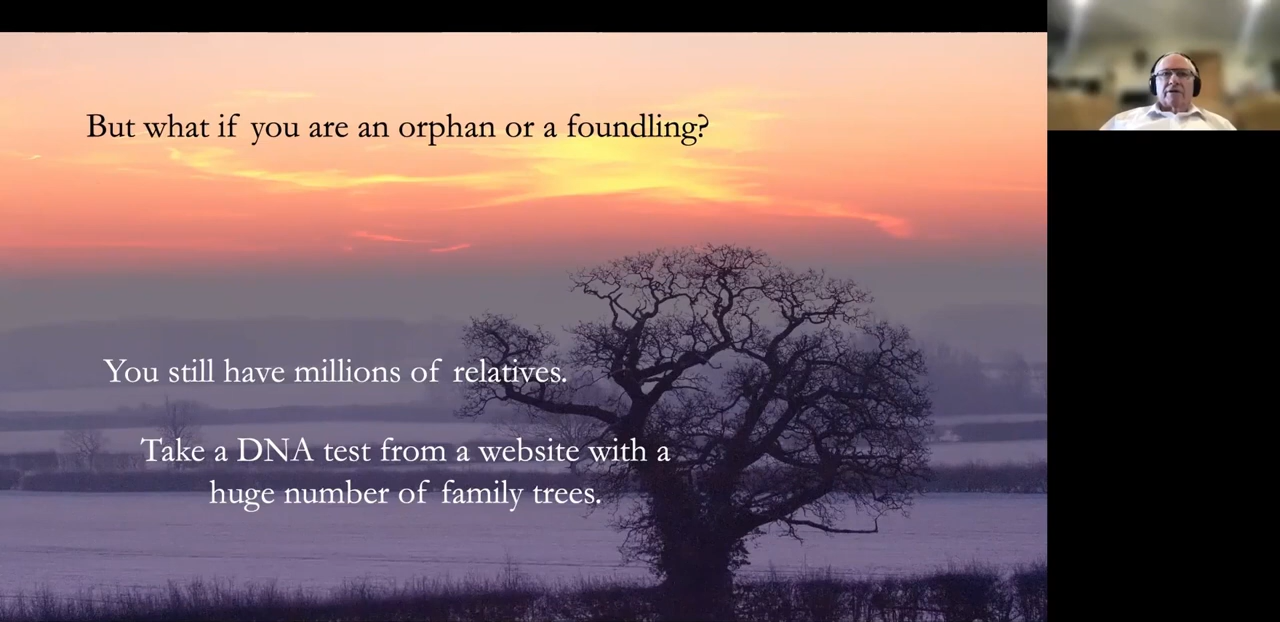 But what if you are an orphan or a foundling?
You still have millions of relatives.
Take a DNA test from a website with a
huge number of family trees.